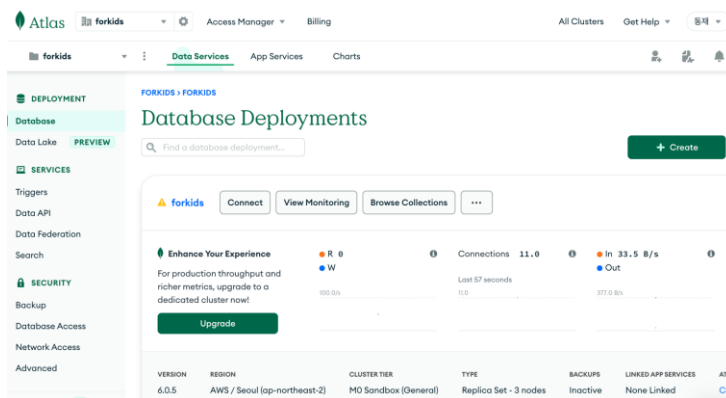 Atlas
forkids
Access Manager
Billing
All Clusters
Get Help
동재
forkids
Data Services
App Services
Charts
DEPLOYMENT
Database
Data Lake PREVIEW
SERVICES
Triggers
Data API
Data Federation
Search
SECURITY
Backup
Database Access
Network Access
Advanced
FORKIDS > FORKIDS
Database Deployments
Find a database deployment...
+ Create
forkids
Connect
View Monitoring
Browse Collections
...
Enhance Your Experience
For production throughput and
richer metrics, upgrade to a
dedicated cluster now!
Upgrade
R 0
W
100.0/s
Connections 11.0
Last 57 seconds
11.0
In 33.5 B/s
Out
377.0 B/s
VERSION REGION CLUSTER TIER TYPE BACKUPS LINKED APP SERVICES
6.0.5 AWS / Seoul (ap-northeast-2) M0 Sandbox (General) Replica Set - 3 nodes Inactive None Linked